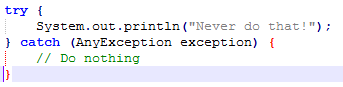 try {
    System.out.println("Never do that!");
} catch (AnyException exception) {
    // Do nothing
}